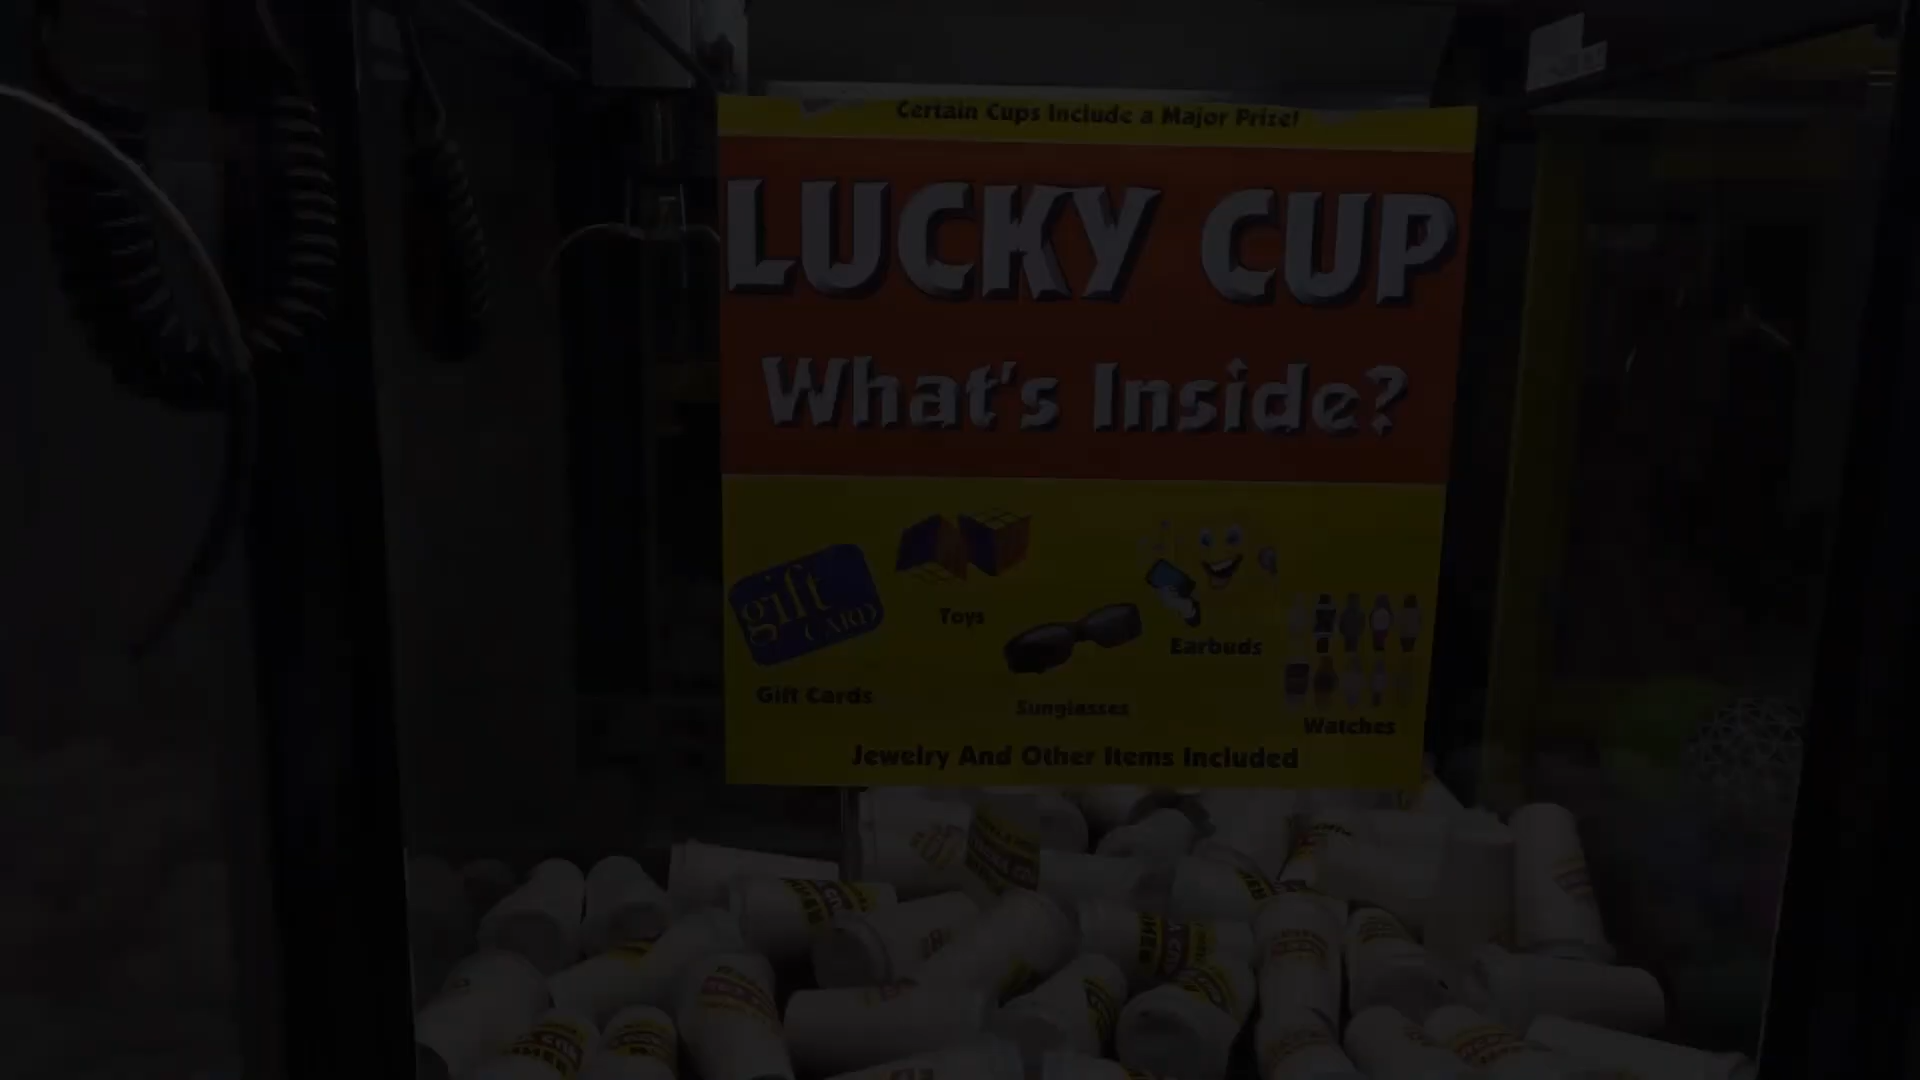 Certain Cups Include a Major Prize!
LUCKY CUP
What's Inside?
gift
CARD
Toys
Earbuds
Gift Cards
Sunglasses
Watches
Jewelry And Other Items Included